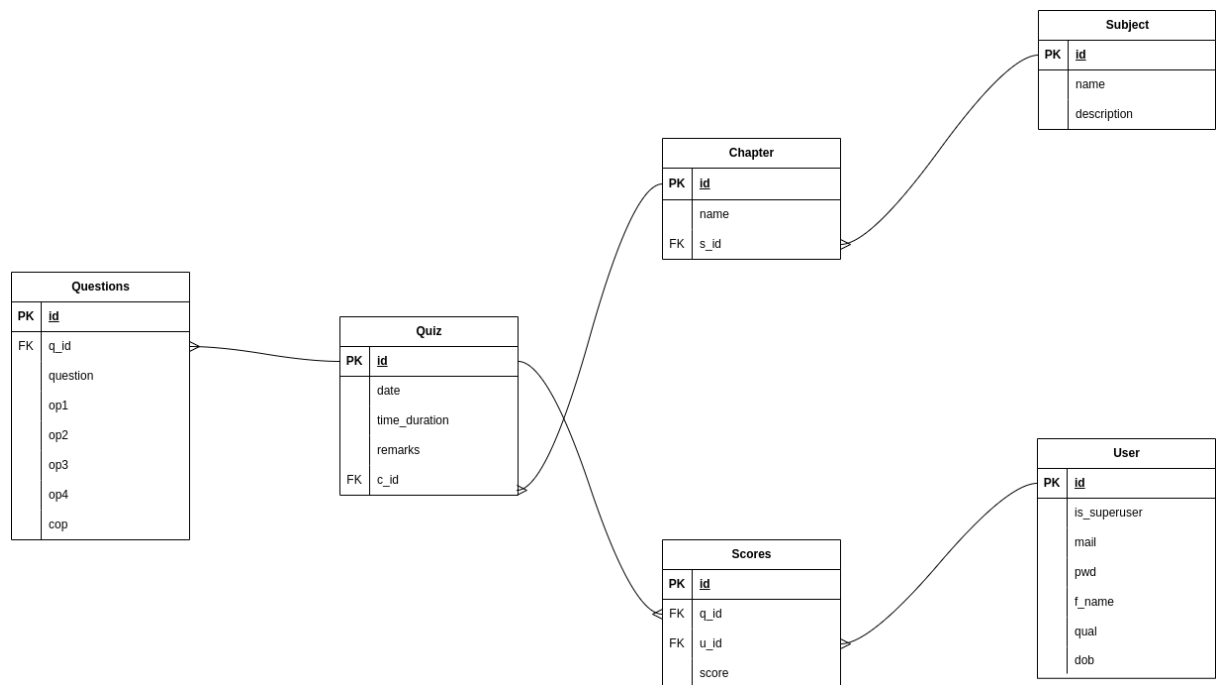 Subject
PK id
name
description
Chapter
PK id
name
FK s_id
Questions
PK id
FK q_id
question
op1
op2
op3
op4
cop
Quiz
PK id
date
time_duration
remarks
FK c_id
User
PK id
is_superuser
mail
pwd
f_name
qual
dob
Scores
PK id
FK q_id
FK u_id
score